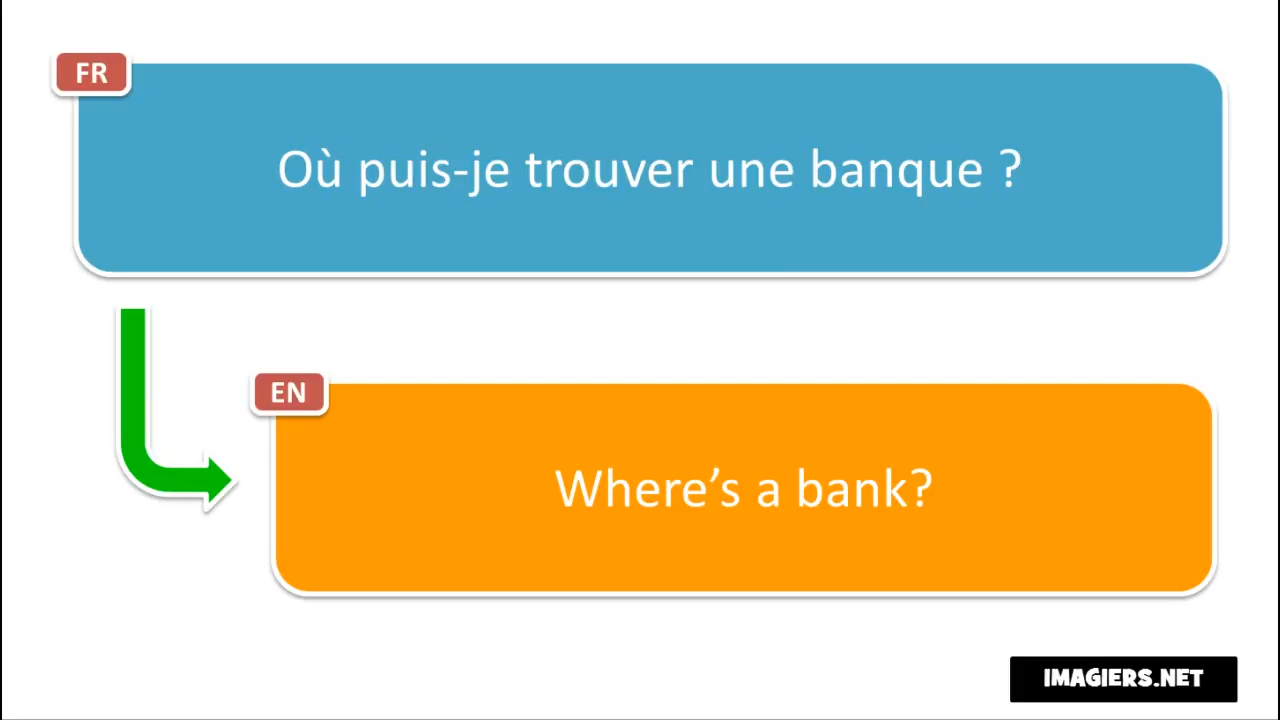 FR
Où puis-je trouver une banque ?
EN
Where’s a bank?
IMAGIERS.NET